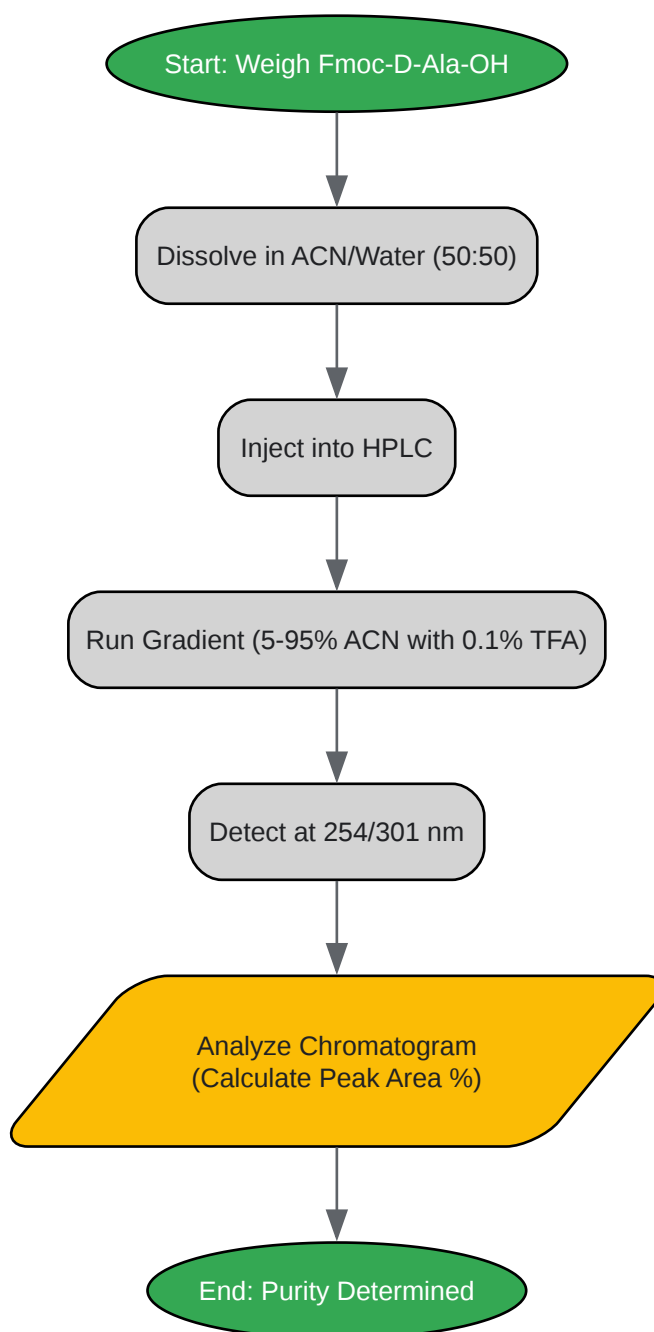 Start: Weigh Fmoc-D-Ala-OH
Dissolve in ACN/Water (50:50)
Inject into HPLC
Run Gradient (5-95% ACN with 0.1% TFA)
Detect at 254/301 nm
Analyze Chromatogram
(Calculate Peak Area %)
End: Purity Determined